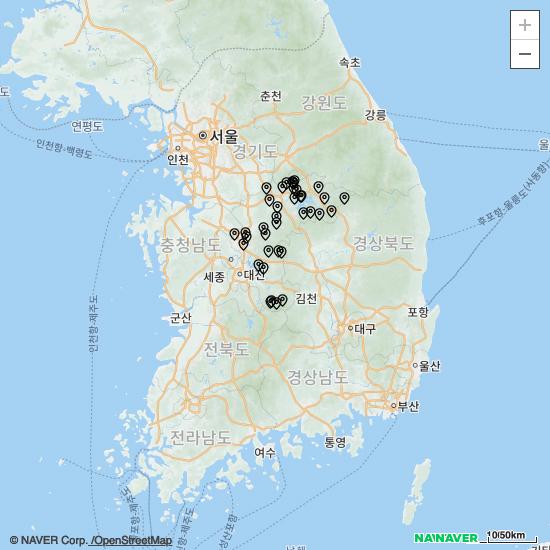 +
−
속초
춘천
강원도
강릉
도
연평도
서울
울
인천항-백령도
인천
경기도
후포항-울릉도(사동항)
충청남도
경상북도
세종
대전
김천
인천항-제주도
군산
포항
대구
전북도
경상남도
울산
부산
전라남도
여수
통영
© NAVER Corp. /OpenStreetMap
NAVER
10/50km